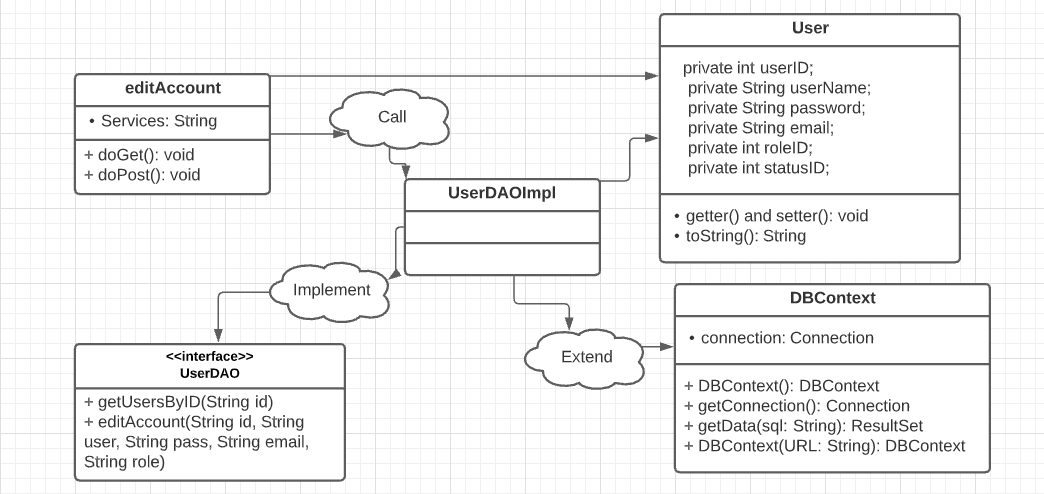 User
private int userID;
private String userName;
private String password;
private String email;
private int roleID;
private int statusID;
• getter() and setter(): void
• toString(): String
editAccount
• Services: String
+ doGet(): void
+ doPost(): void
Call
UserDAOImpl
Implement
<<interface>>
UserDAO
+ getUsersByID(String id)
+ editAccount(String id, String
user, String pass, String email,
String role)
Extend
DBContext
• connection: Connection
+ DBContext(): DBContext
+ getConnection(): Connection
+ getData(sql: String): ResultSet
+ DBContext(URL: String): DBContext